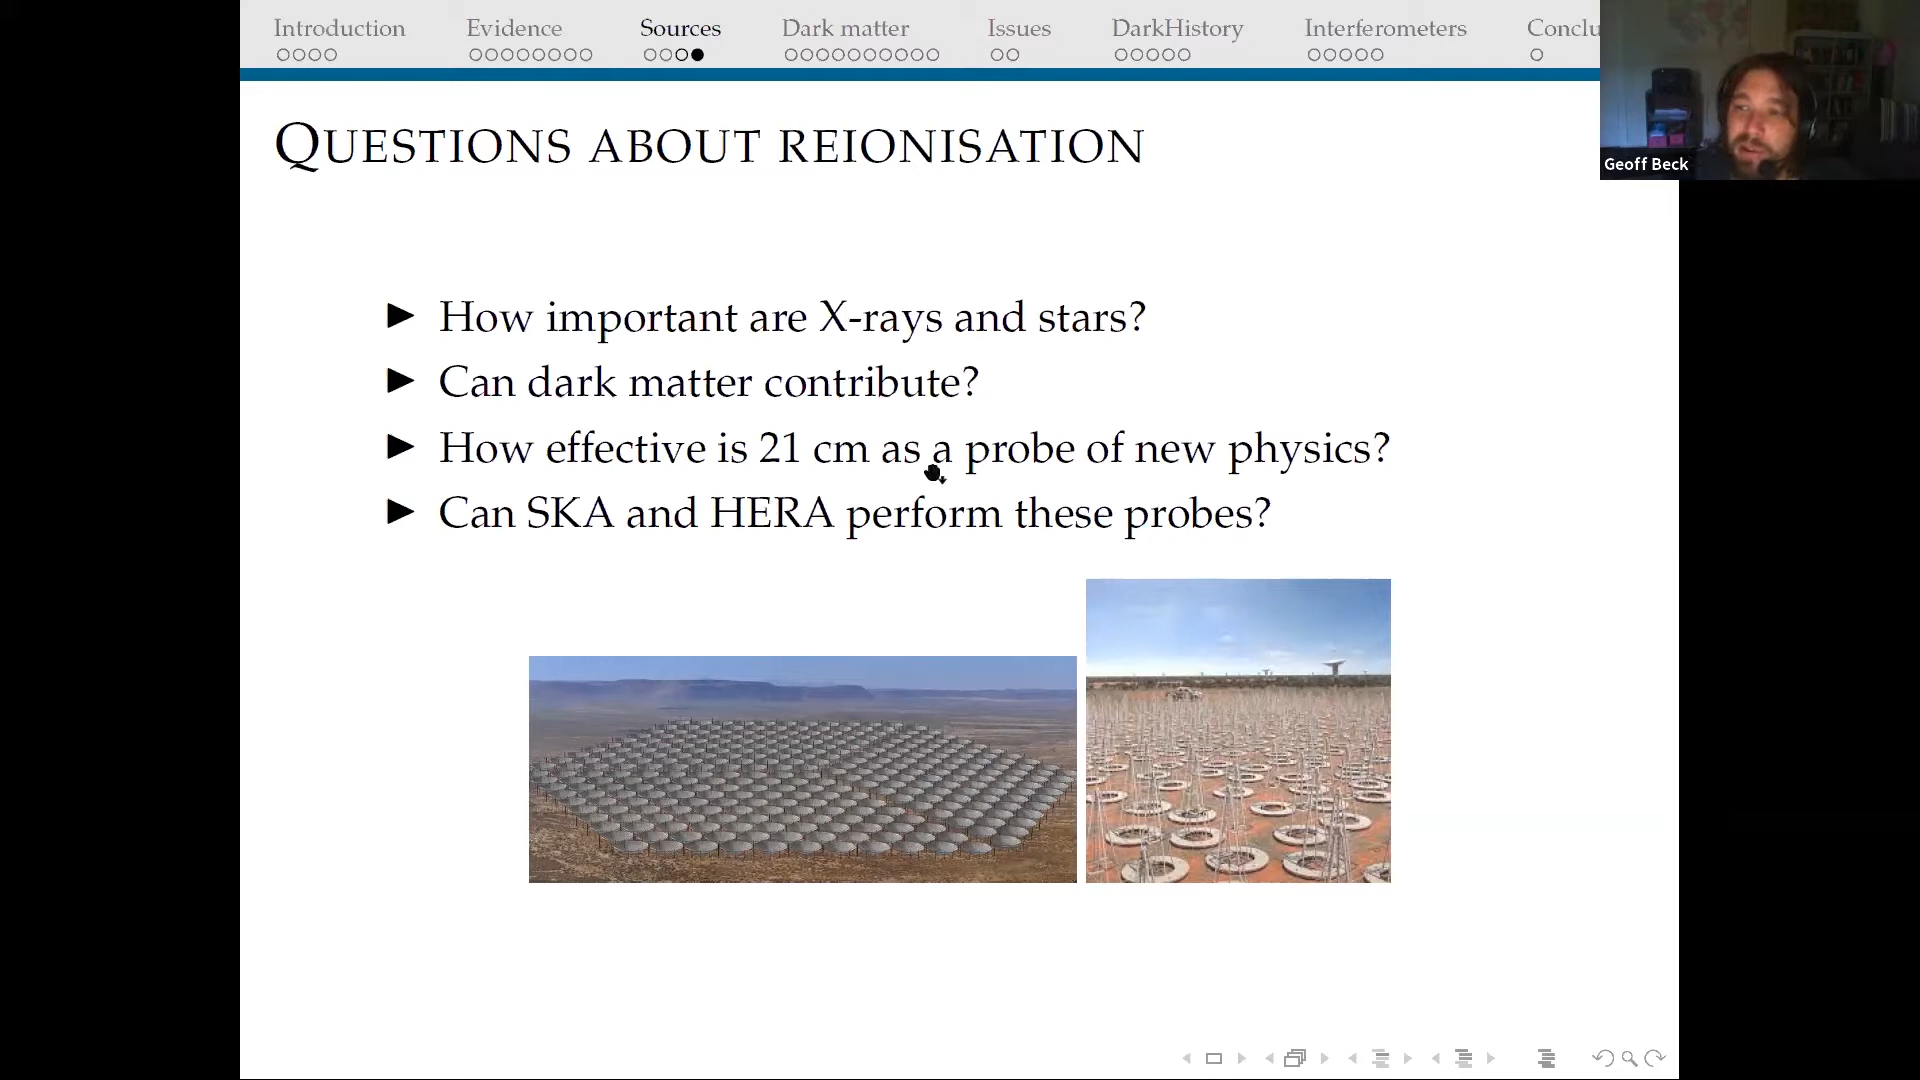 Introduction Evidence Sources Dark matter Issues DarkHistory Interferometers Conclu
Geoff Beck
QUESTIONS ABOUT REIONISATION
How important are X-rays and stars?
Can dark matter contribute?
How effective is 21 cm as a probe of new physics?
Can SKA and HERA perform these probes?